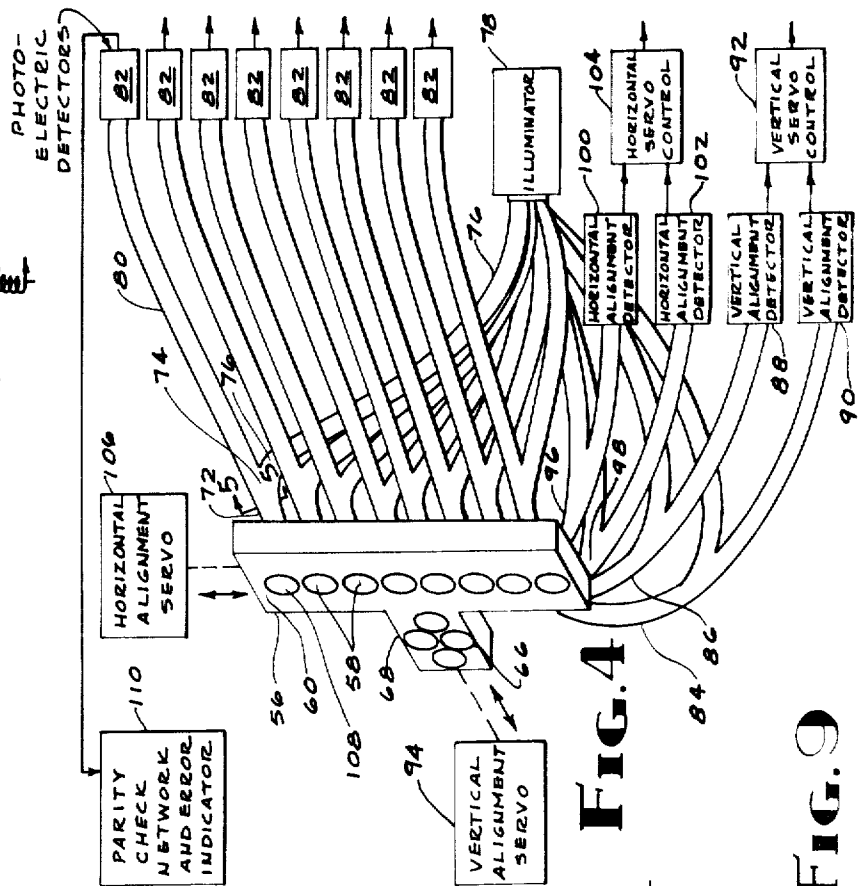 PHOTO-
ELECTRIC
DETECTORS
82
82
82
82
82
82
82
82
80
74
76
5
5
72
106
HORIZONTAL
ALIGNMENT
SERVO
110
PARITY
CHECK
NETWORK
AND ERROR
INDICATOR
56
60
108
58
68
66
94
VERTICAL
ALIGNMENT
SERVO
76
78
ILLUMINATOR
96
98
100
HORIZONTAL
ALIGNMENT
DETECTOR
HORIZONTAL
ALIGNMENT
DETECTOR
102
104
HORIZONTAL
SERVO
CONTROL
VERTICAL
ALIGNMENT
DETECTOR
88
VERTICAL
ALIGNMENT
DETECTOR
90
92
VERTICAL
SERVO
CONTROL
86
84
FIG.4
FIG.9